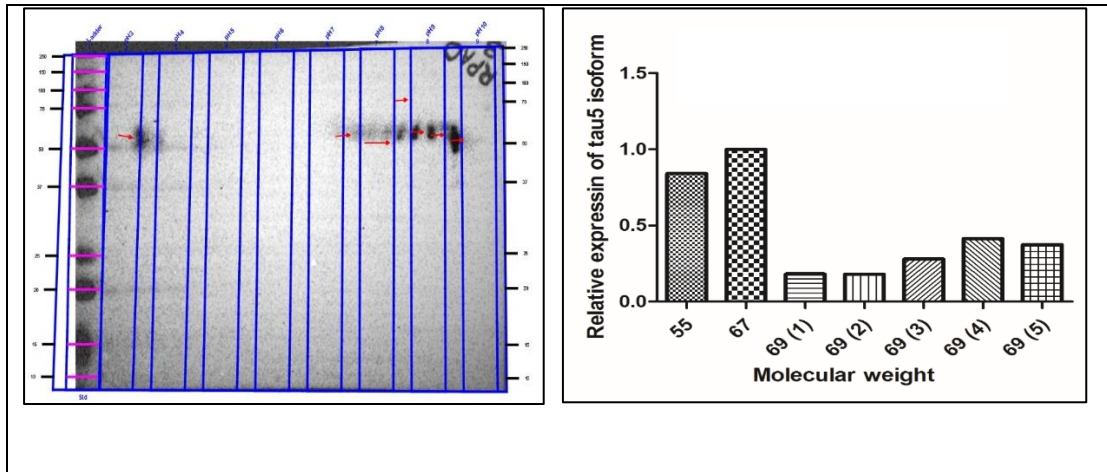 Ladder pH3 pH4 pH5 pH6 pH7 pH8 pH9 pH10
RPAC
250 250
150 150
100 100
75 75
50 50
37 37
25 25
20 20
15 15
10 10
Std
Relative expressin of tau5 isoform
1.5
1.0
0.5
0.0
55 67 69 (1) 69 (2) 69 (3) 69 (4) 69 (5)
Molecular weight